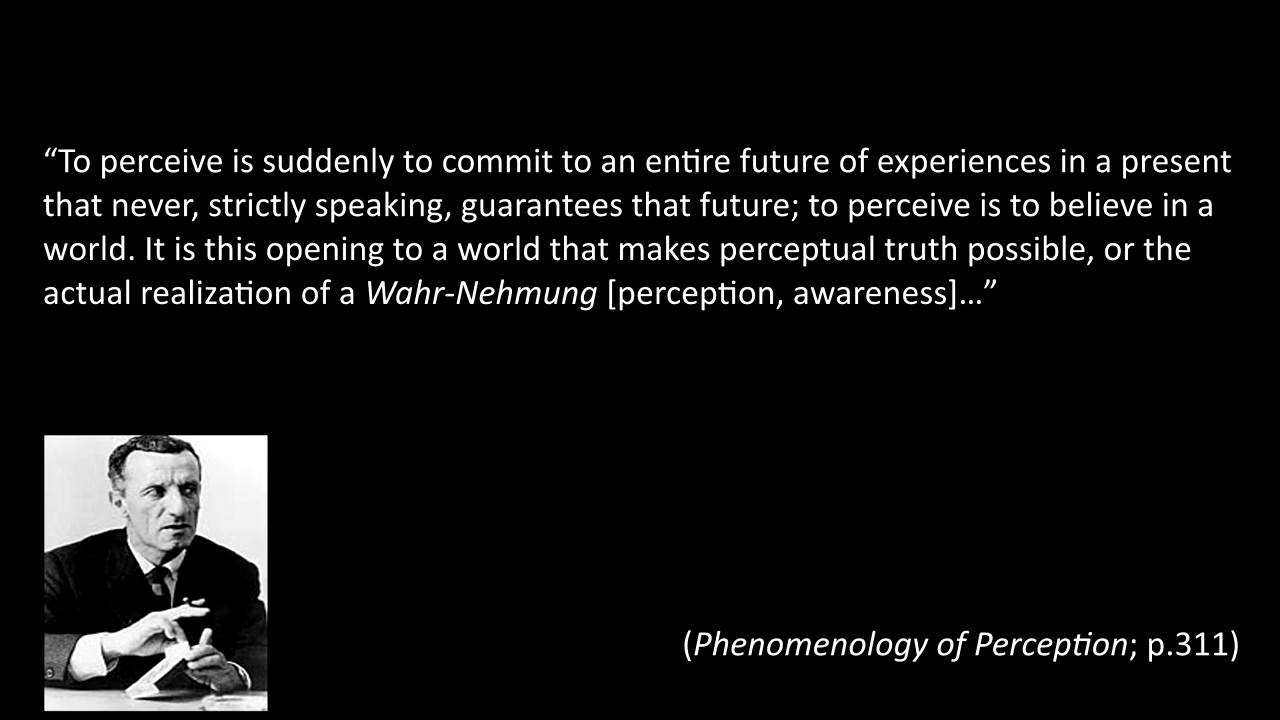 “To perceive is suddenly to commit to an entire future of experiences in a present
that never, strictly speaking, guarantees that future; to perceive is to believe in a
world. It is this opening to a world that makes perceptual truth possible, or the
actual realization of a Wahr-Nehmung [perception, awareness]…”
(Phenomenology of Perception; p.311)